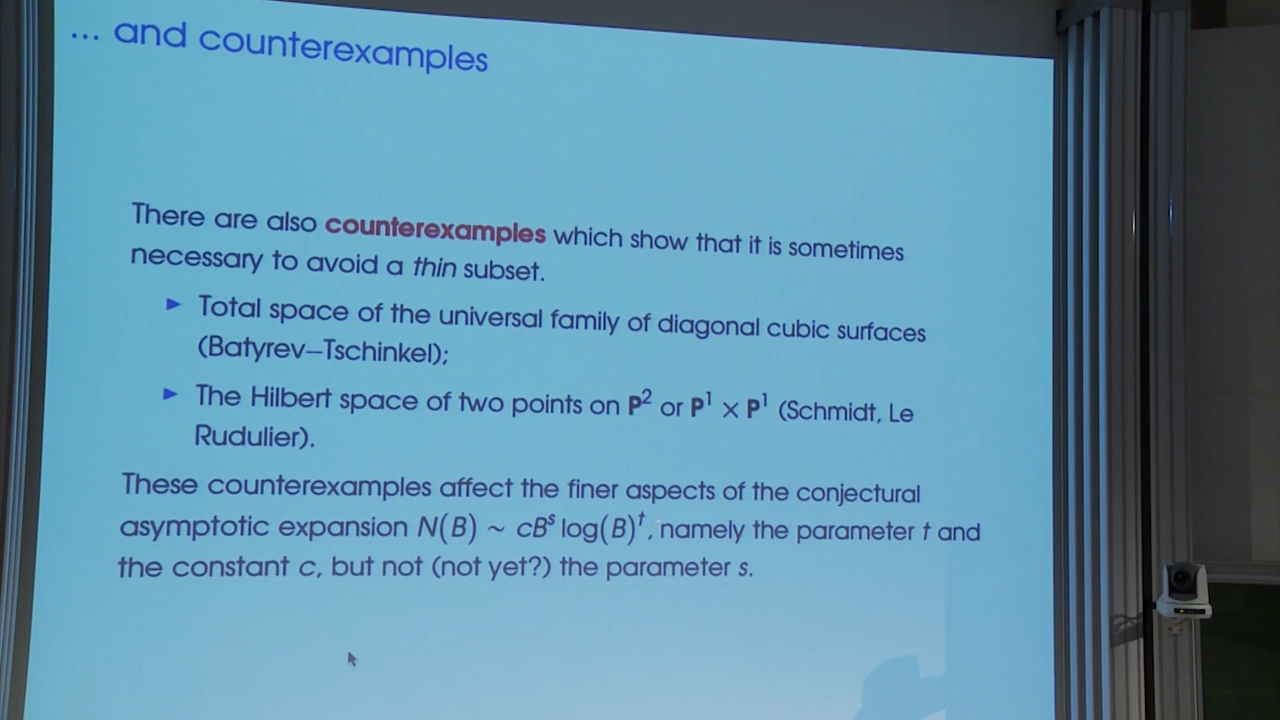 ... and counterexamples
There are also counterexamples which show that it is sometimes
necessary to avoid a thin subset.
▶ Total space of the universal family of diagonal cubic surfaces
(Batyrev–Tschinkel);
▶ The Hilbert space of two points on P² or P¹ × P¹ (Schmidt, Le
Rudulier).
These counterexamples affect the finer aspects of the conjectural
asymptotic expansion N(B) ~ cBˢ log(B)ᵗ, namely the parameter t and
the constant c, but not (not yet?) the parameter s.